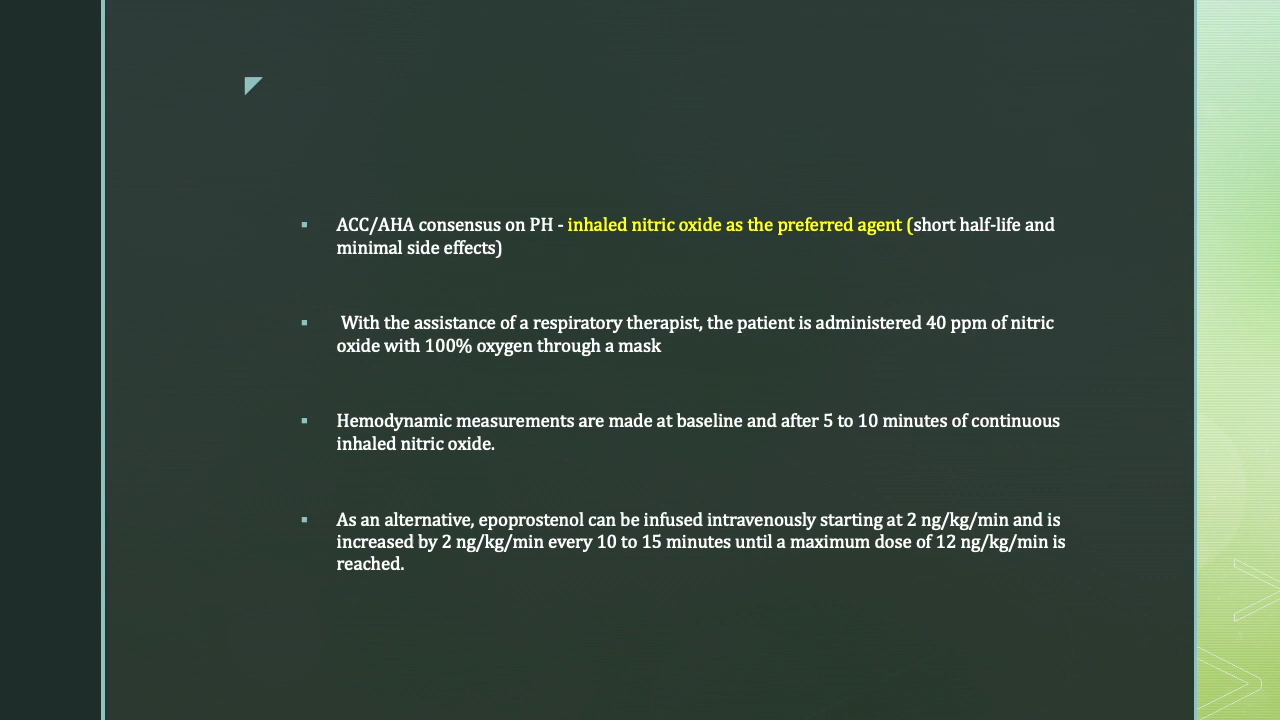 ACC/AHA consensus on PH - inhaled nitric oxide as the preferred agent (short half-life and
minimal side effects)
With the assistance of a respiratory therapist, the patient is administered 40 ppm of nitric
oxide with 100% oxygen through a mask
Hemodynamic measurements are made at baseline and after 5 to 10 minutes of continuous
inhaled nitric oxide.
As an alternative, epoprostenol can be infused intravenously starting at 2 ng/kg/min and is
increased by 2 ng/kg/min every 10 to 15 minutes until a maximum dose of 12 ng/kg/min is
reached.